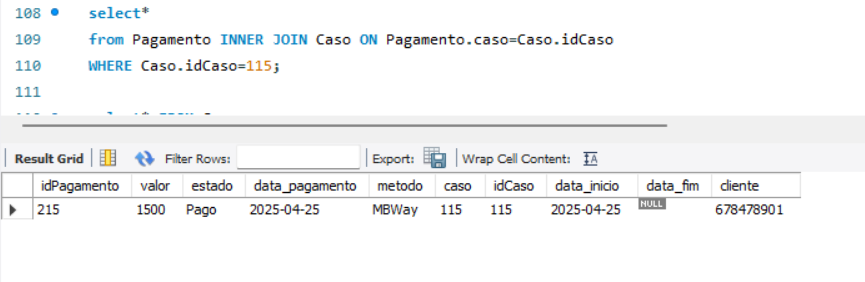 108 select*
109 from Pagamento INNER JOIN Caso ON Pagamento.caso=Caso.idCaso
110 WHERE Caso.idCaso=115;
111
Result Grid Filter Rows: Export: Wrap Cell Content:
idPagamento valor estado data_pagamento metodo caso idCaso data_inicio data_fim cliente
215 1500 Pago 2025-04-25 MBWay 115 115 2025-04-25 NULL 678478901